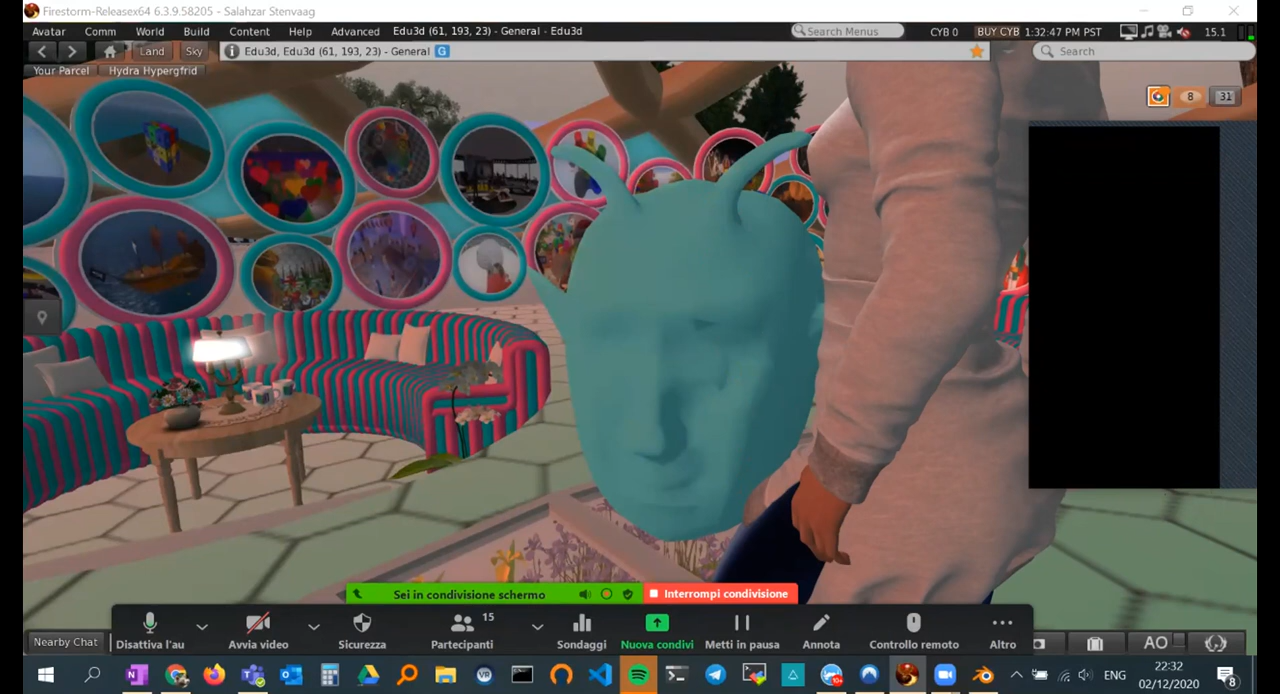 Firestorm-Releasex64 6.3.9.58205 - Salahzar Stenvaag
Avatar Comm World Build Content Help Advanced Edu3d (61, 193, 23) - General - Edu3d Search Menus CYB 0 BUY CYB 1:32:47 PM PST 15.1
Land Sky Edu3d, Edu3d (61, 193, 23) - General G Search
Your Parcel Hydra Hypergfrid
8 31
Sei in condivisione schermo Interrompi condivisione
15
Nearby Chat Disattiva l'au Avvia video Sicurezza Partecipanti Sondaggi Nuova condivi Metti in pausa Annota Controllo remoto Altro AO
ENG 22:32
02/12/2020 8